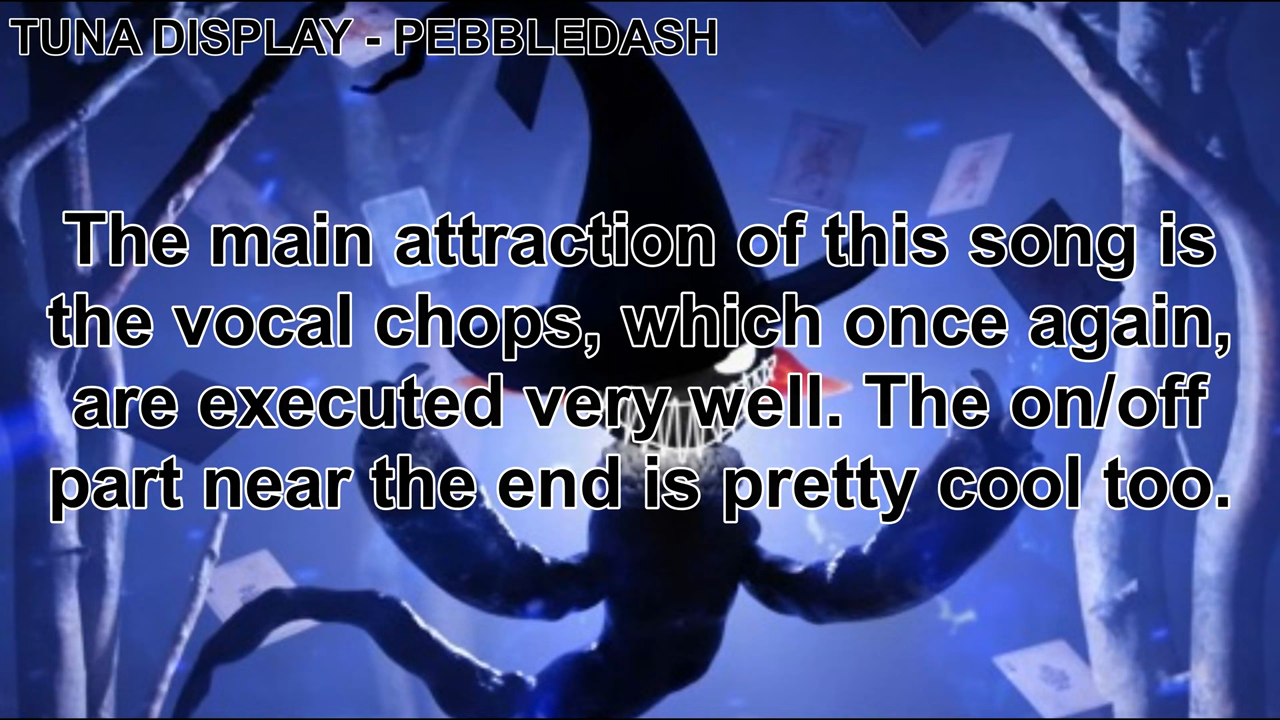 TUNA DISPLAY - PEBBLEDASH
The main attraction of this song is
the vocal chops, which once again,
are executed very well. The on/off
part near the end is pretty cool too.